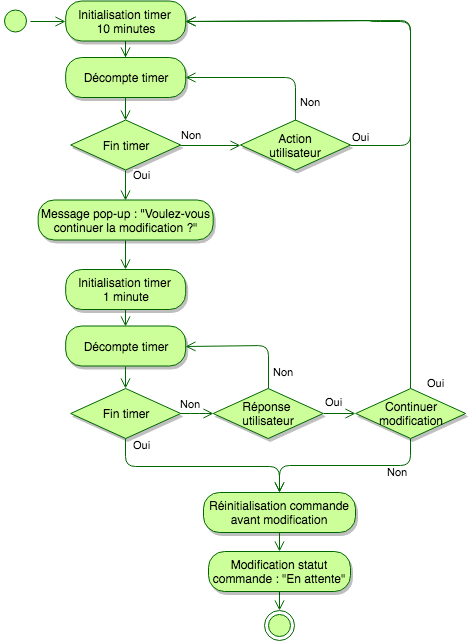 Initialisation timer
10 minutes
Décompte timer
Non
Fin timer
Non
Action
utilisateur
Oui
Oui
Message pop-up : "Voulez-vous
continuer la modification ?"
Initialisation timer
1 minute
Décompte timer
Non
Fin timer
Non
Réponse
utilisateur
Oui
Continuer
modification
Oui
Oui
Non
Réinitialisation commande
avant modification
Modification statut
commande : "En attente"